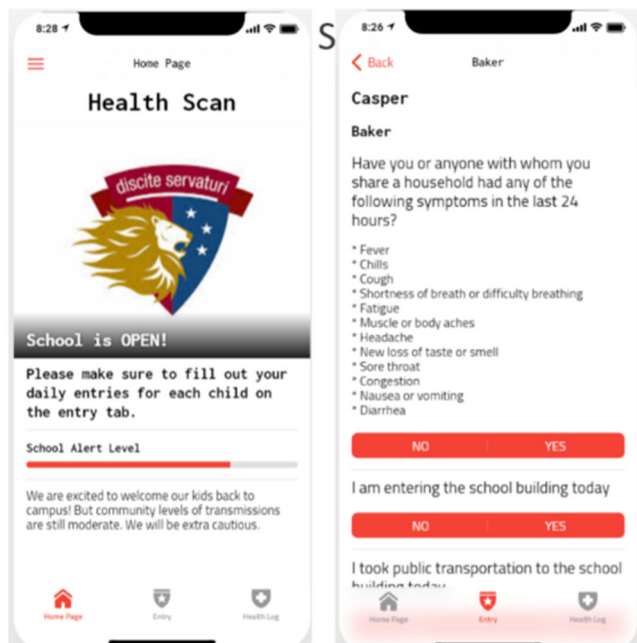 8:28
Home Page
Health Scan
discite servaturi
School is OPEN!
Please make sure to fill out your
daily entries for each child on
the entry tab.
School Alert Level
We are excited to welcome our kids back to
campus! But community levels of transmissions
are still moderate. We will be extra cautious.
Home Page
Entry
Health Log
S
8:26
Back
Baker
Casper
Baker
Have you or anyone with whom you
share a household had any of the
following symptoms in the last 24
hours?
* Fever
* Chills
* Cough
* Shortness of breath or difficulty breathing
* Fatigue
* Muscle or body aches
* Headache
* New loss of taste or smell
* Sore throat
* Congestion
* Nausea or vomiting
* Diarrhea
NO YES
I am entering the school building today
NO YES
I took public transportation to the school
building today
Home Page
Entry
Health Log